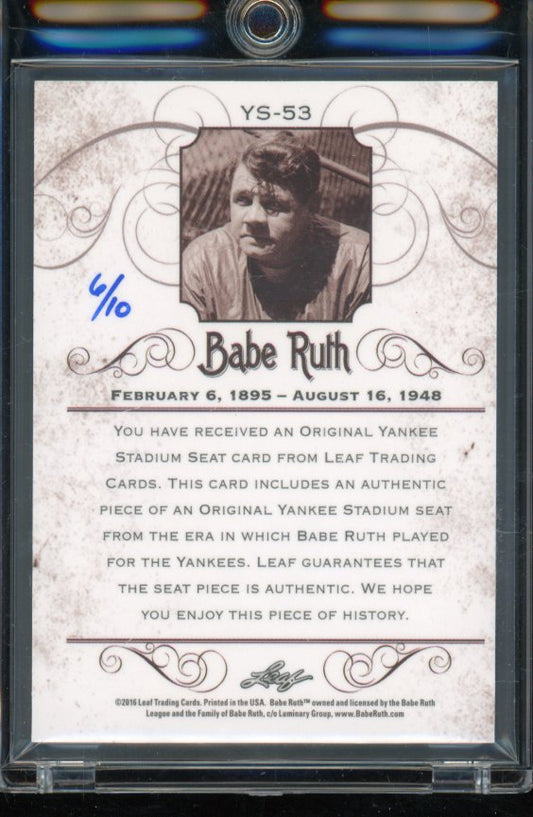 YS-53
6/10
Babe Ruth
FEBRUARY 6, 1895 – AUGUST 16, 1948
YOU HAVE RECEIVED AN ORIGINAL YANKEE
STADIUM SEAT CARD FROM LEAF TRADING
CARDS. THIS CARD INCLUDES AN AUTHENTIC
PIECE OF AN ORIGINAL YANKEE STADIUM SEAT
FROM THE ERA IN WHICH BABE RUTH PLAYED
FOR THE YANKEES. LEAF GUARANTEES THAT
THE SEAT PIECE IS AUTHENTIC. WE HOPE
YOU ENJOY THIS PIECE OF HISTORY.
Leaf
©2016 Leaf Trading Cards. Printed in the USA. Babe Ruth™ owned and licensed by the Babe Ruth
League and the Family of Babe Ruth, c/o Luminary Group, www.BabeRuth.com